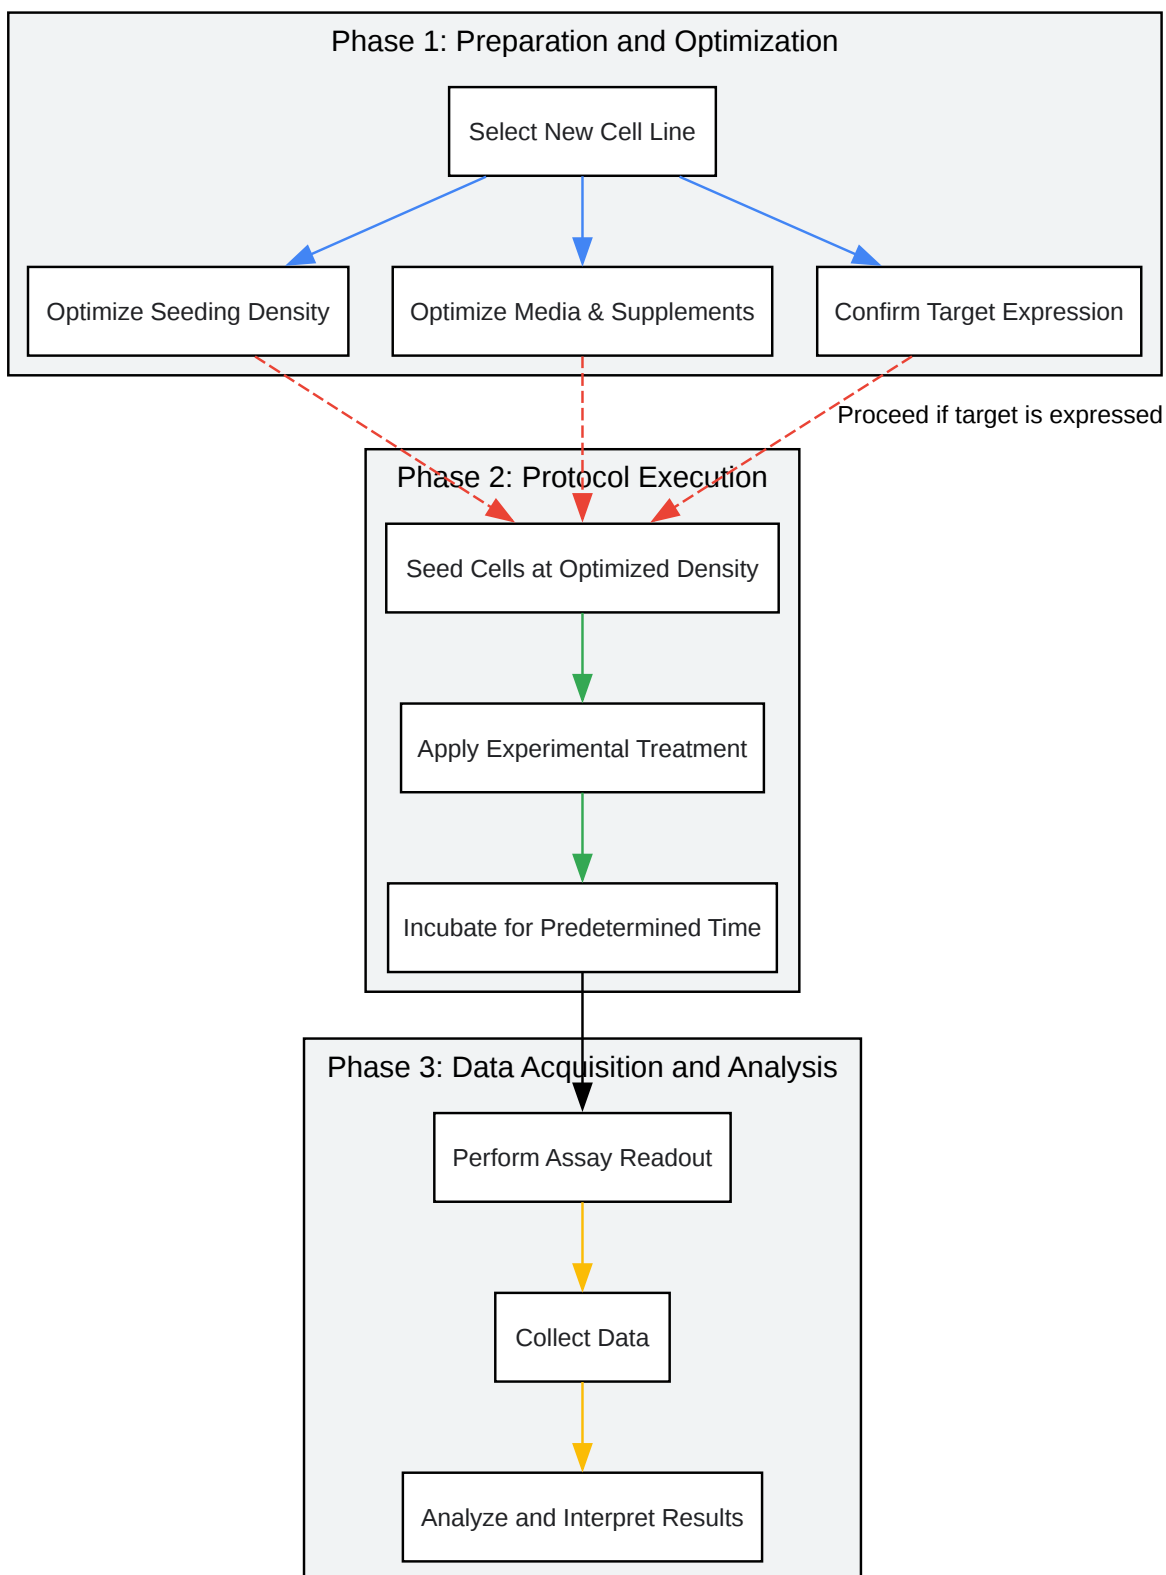 Phase 1: Preparation and Optimization
Select New Cell Line
Optimize Seeding Density
Optimize Media & Supplements
Confirm Target Expression
Proceed if target is expressed
Phase 2: Protocol Execution
Seed Cells at Optimized Density
Apply Experimental Treatment
Incubate for Predetermined Time
Phase 3: Data Acquisition and Analysis
Perform Assay Readout
Collect Data
Analyze and Interpret Results